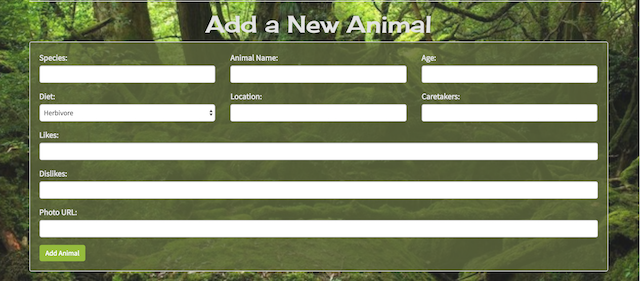 Add a New Animal
Species: Animal Name: Age:
Diet: Location: Caretakers:
Herbivore
Likes:
Dislikes:
Photo URL:
Add Animal